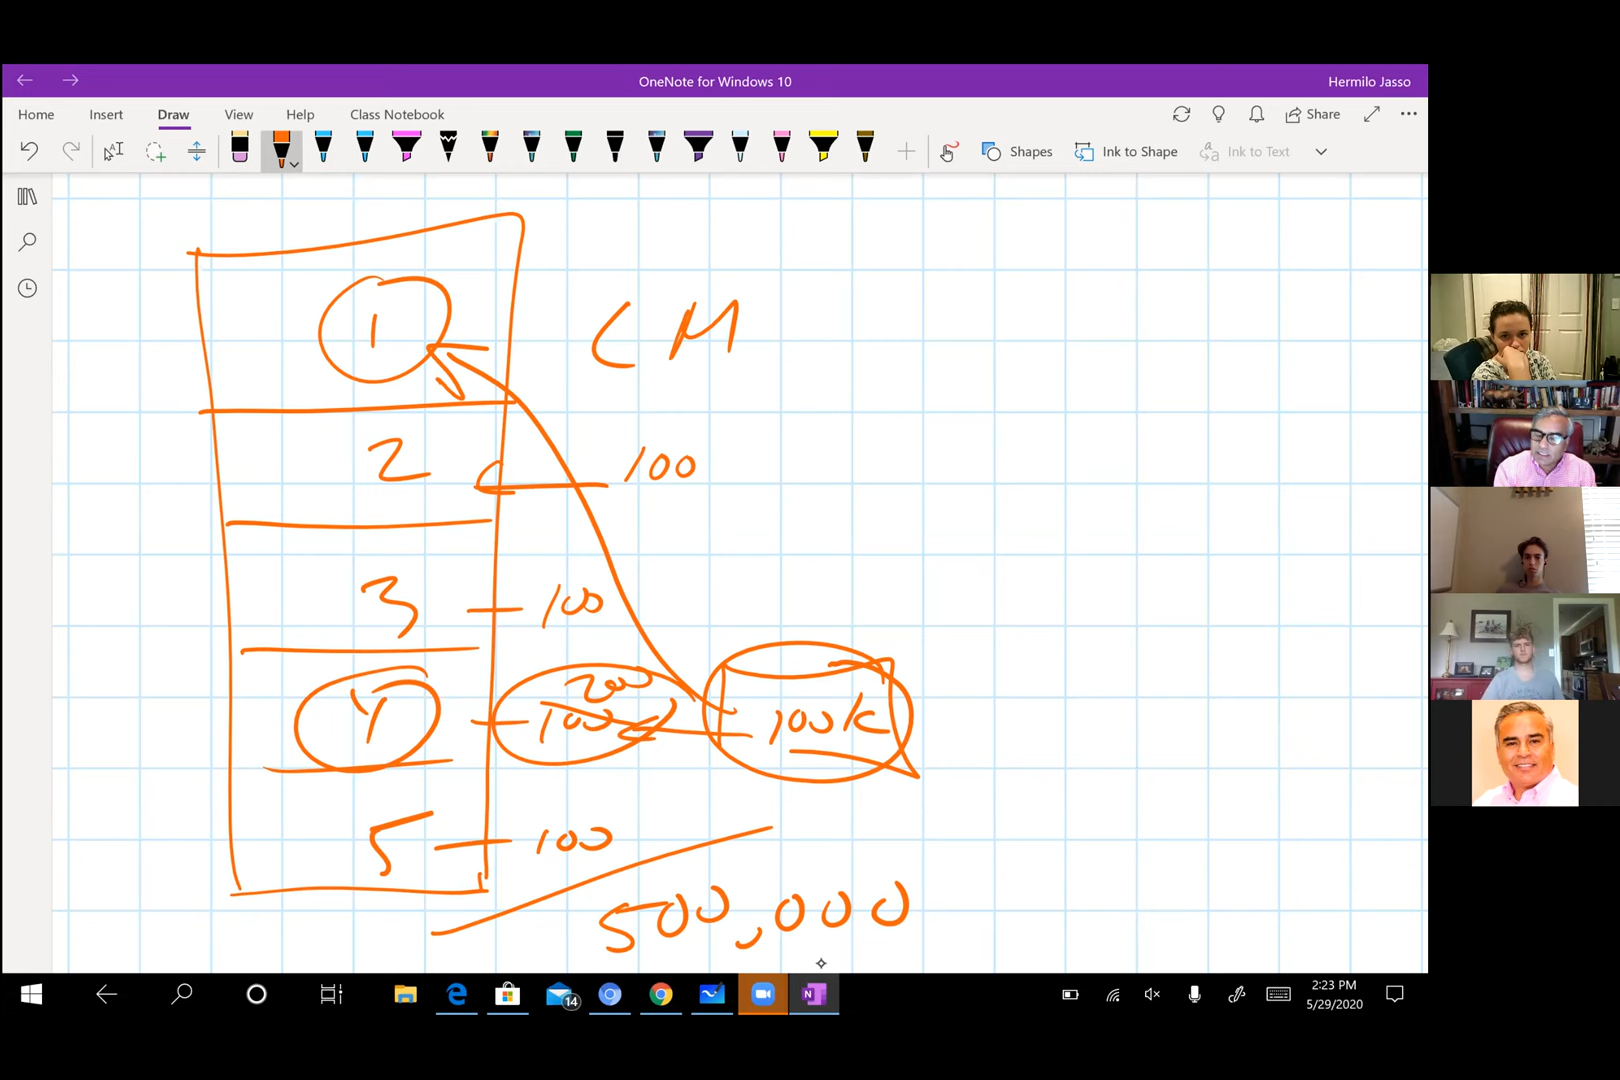 OneNote for Windows 10
Hermilo Jasso
Home Insert Draw View Help Class Notebook
Share
Shapes Ink to Shape Ink to Text
1 CM
2 100
3 100
200
4 100 100k
5 100
500,000
14
2:23 PM
5/29/2020